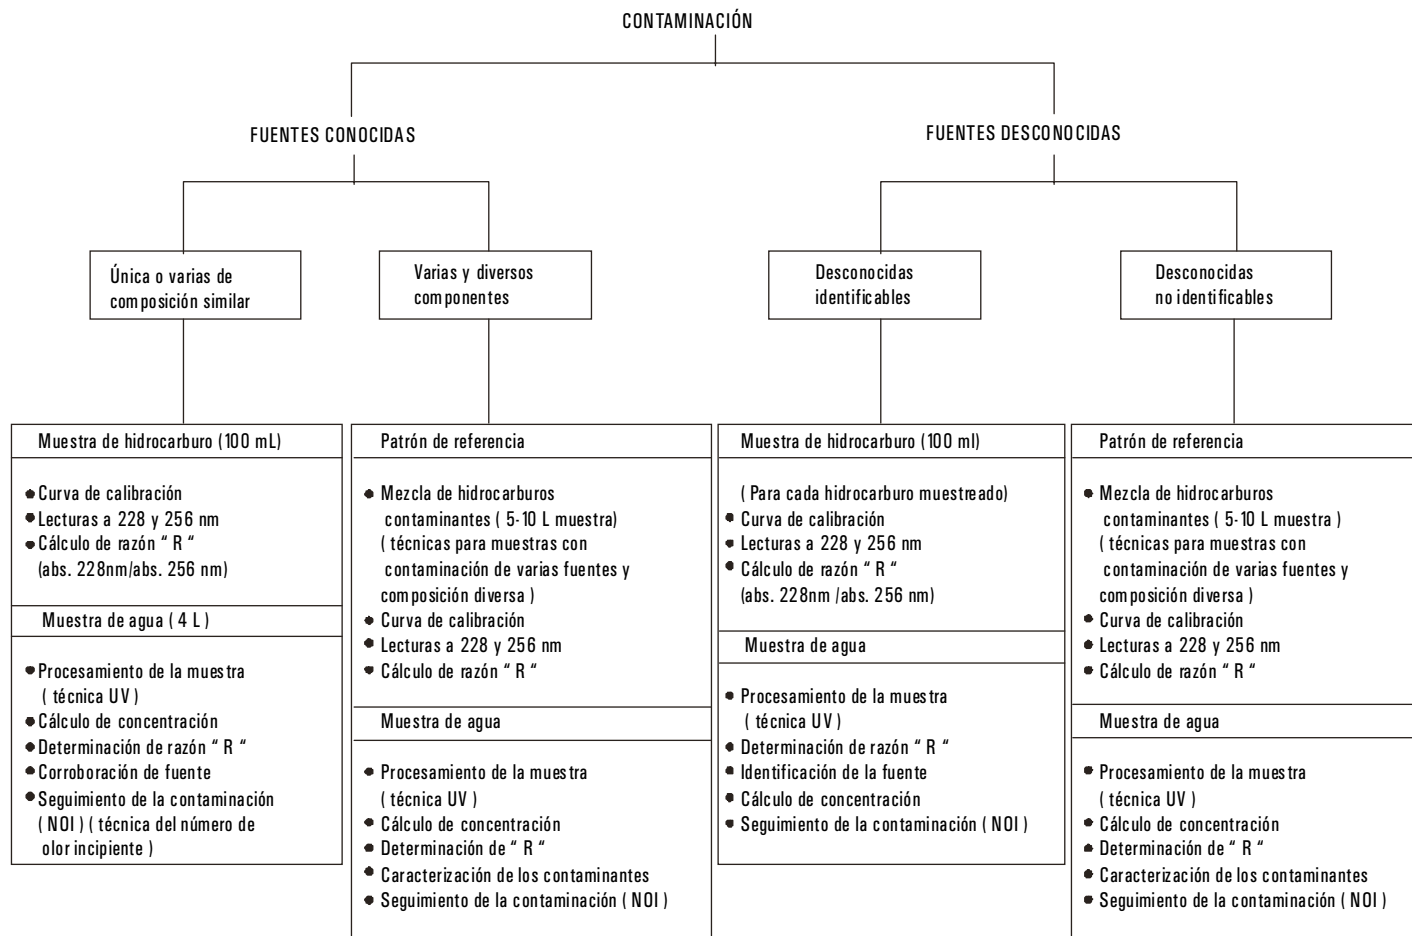 CONTAMINACIÓN
FUENTES CONOCIDAS
FUENTES DESCONOCIDAS
Única o varias de
composición similar
Varias y diversos
componentes
Desconocidas
identificables
Desconocidas
no identificables
Muestra de hidrocarburo (100 mL)
● Curva de calibración
● Lecturas a 228 y 256 nm
● Cálculo de razón " R "
(abs. 228nm/abs. 256 nm)
Muestra de agua ( 4 L )
● Procesamiento de la muestra
( técnica UV )
● Cálculo de concentración
● Determinación de razón " R "
● Corroboración de fuente
● Seguimiento de la contaminación
( NOI ) ( técnica del número de
olor incipiente )
Patrón de referencia
● Mezcla de hidrocarburos
contaminantes ( 5-10 L muestra)
( técnicas para muestras con
contaminación de varias fuentes y
composición diversa )
● Curva de calibración
● Lecturas a 228 y 256 nm
● Cálculo de razón " R "
Muestra de agua
● Procesamiento de la muestra
( técnica UV )
● Cálculo de concentración
● Determinación de " R "
● Caracterización de los contaminantes
● Seguimiento de la contaminación ( NOI )
Muestra de hidrocarburo (100 ml)
( Para cada hidrocarburo muestreado)
● Curva de calibración
● Lecturas a 228 y 256 nm
● Cálculo de razón " R "
(abs. 228nm /abs. 256 nm)
Muestra de agua
● Procesamiento de la muestra
( técnica UV )
● Determinación de razón " R "
● Identificación de la fuente
● Cálculo de concentración
● Seguimiento de la contaminación ( NOI )
Patrón de referencia
● Mezcla de hidrocarburos
contaminantes ( 5-10 L muestra )
( técnicas para muestras con
contaminación de varias fuentes y
composición diversa )
● Curva de calibración
● Lecturas a 228 y 256 nm
● Cálculo de razón " R "
Muestra de agua
● Procesamiento de la muestra
( técnica UV )
● Cálculo de concentración
● Determinación de " R "
● Caracterización de los contaminantes
● Seguimiento de la contaminación ( NOI )